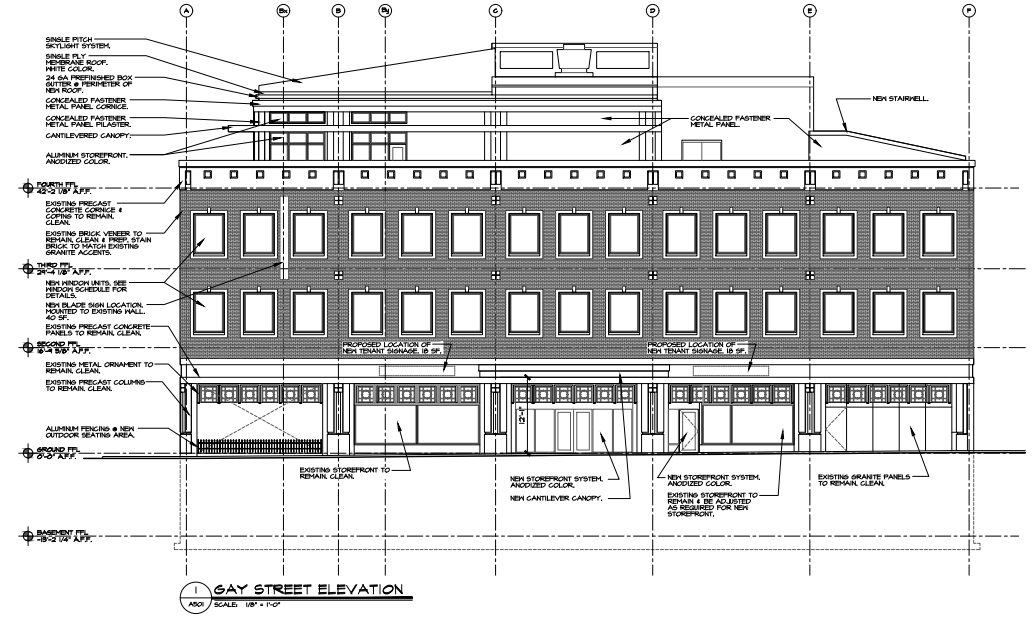 A Bx B By C D E F
SINGLE PITCH
SKYLIGHT SYSTEM.
SINGLE PLY
MEMBRANE ROOF.
WHITE COLOR.
24 GA PREFINISHED BOX
GUTTER @ PERIMETER OF
NEW ROOF.
CONCEALED FASTENER
METAL PANEL CORNICE.
CONCEALED FASTENER
METAL PANEL PILASTER.
CANTILEVERED CANOPY.
ALUMINUM STOREFRONT.
ANODIZED COLOR.
NEW STAIRWELL.
CONCEALED FASTENER
METAL PANEL.
FOURTH FFL
42'-2 1/8" A.F.F.
EXISTING PRECAST
CONCRETE CORNICE &
COPING TO REMAIN.
CLEAN.
EXISTING BRICK VENEER TO
REMAIN. CLEAN & PREP. STAIN
BRICK TO MATCH EXISTING
GRANITE ACCENTS.
THIRD FFL
29'-4 1/8" A.F.F.
NEW WINDOW UNITS. SEE
WINDOW SCHEDULE FOR
DETAILS.
NEW BLADE SIGN LOCATION.
MOUNTED TO EXISTING WALL.
40 SF.
EXISTING PRECAST CONCRETE
PANELS TO REMAIN. CLEAN.
SECOND FFL
A.F.F.
PROPOSED LOCATION OF
NEW TENANT SIGNAGE. 18 SF.
PROPOSED LOCATION OF
NEW TENANT SIGNAGE. 18 SF.
EXISTING METAL ORNAMENT TO
REMAIN. CLEAN.
EXISTING PRECAST COLUMNS
TO REMAIN. CLEAN.
ALUMINUM FENCING @ NEW
OUTDOOR SEATING AREA.
GROUND FFL
0'-0" A.F.F.
EXISTING STOREFRONT TO
REMAIN. CLEAN.
NEW STOREFRONT SYSTEM.
ANODIZED COLOR.
NEW CANTILEVER CANOPY.
NEW STOREFRONT SYSTEM.
ANODIZED COLOR.
EXISTING STOREFRONT TO
REMAIN & BE ADJUSTED
AS REQUIRED FOR NEW
STOREFRONT.
EXISTING GRANITE PANELS
TO REMAIN. CLEAN.
BASEMENT FFL
-13'-2 1/4" A.F.F.
1
A501
GAY STREET ELEVATION
SCALE: 1/8" = 1'-0"